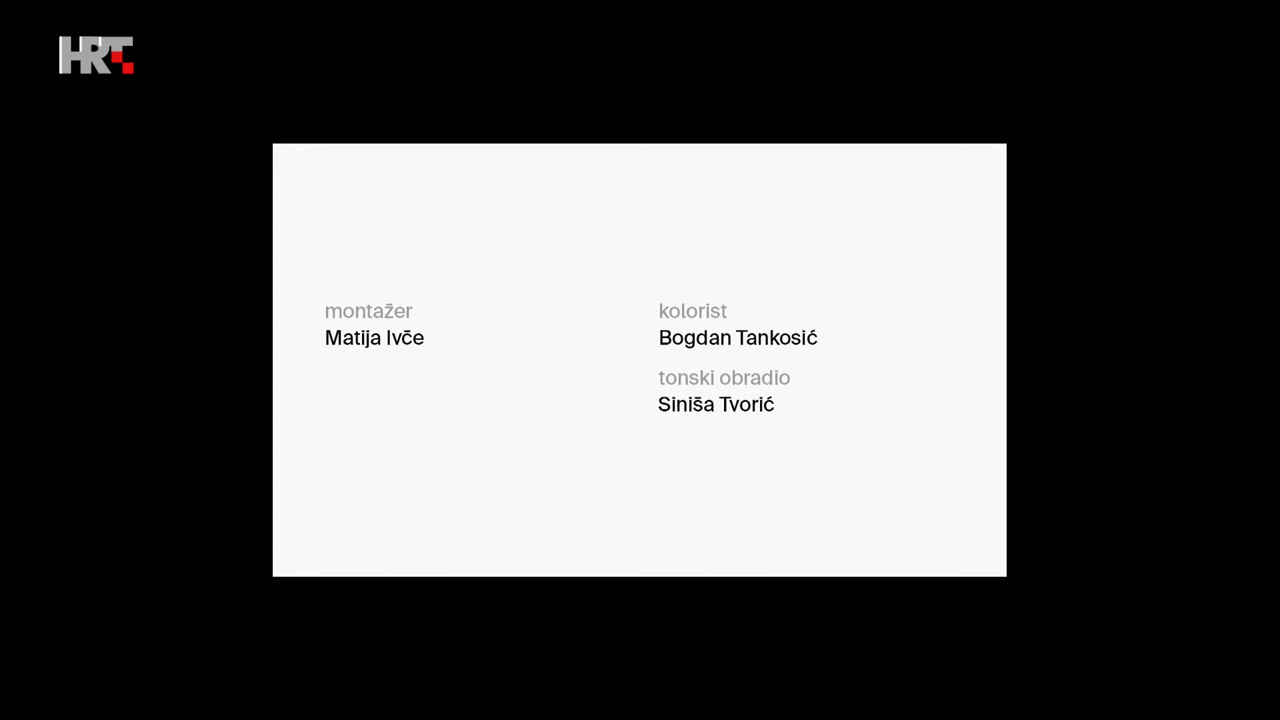 HRT
montažer
Matija Ivče
kolorist
Bogdan Tankosić
tonski obradio
Siniša Tvorić